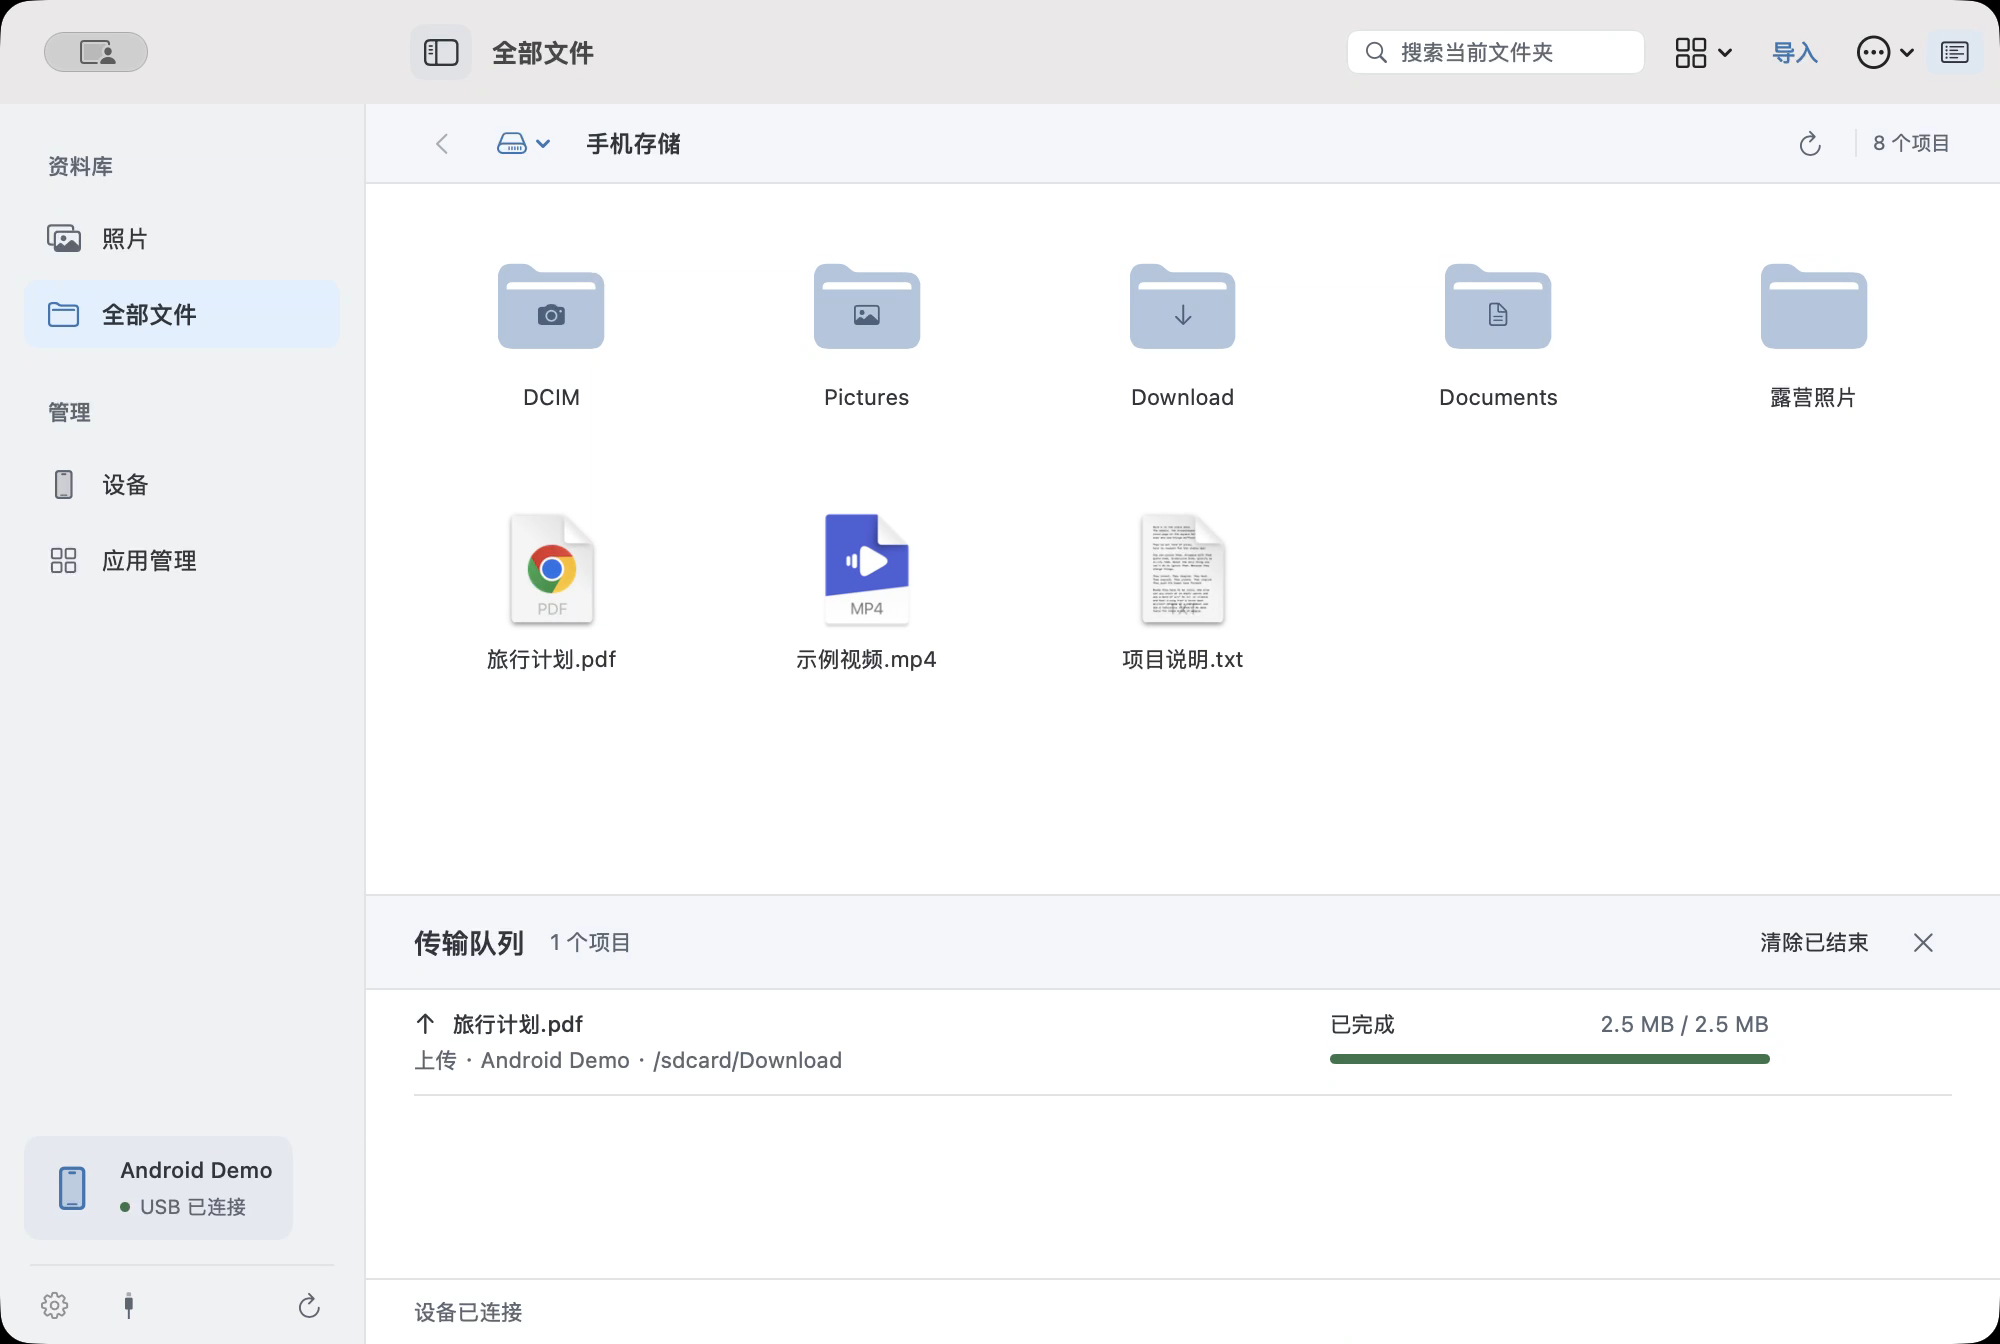 全部文件
搜索当前文件夹
导入
资料库
照片
全部文件
管理
设备
应用管理
手机存储
8 个项目
DCIM
Pictures
Download
Documents
露营照片
PDF
MP4
旅行计划.pdf
示例视频.mp4
项目说明.txt
传输队列 1 个项目
清除已结束
旅行计划.pdf
已完成 2.5 MB / 2.5 MB
上传 · Android Demo · /sdcard/Download
Android Demo
USB 已连接
设备已连接